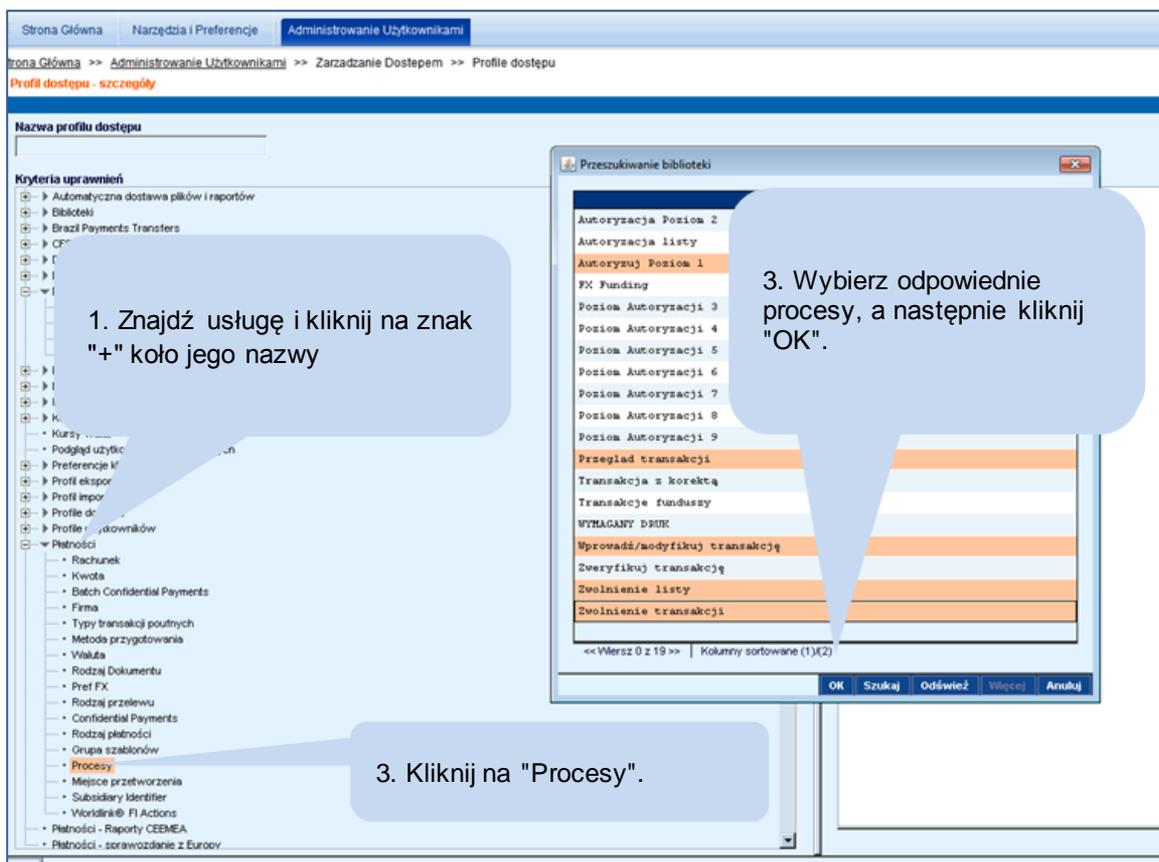 Strona Główna Narzędzia i Preferencje Administrowanie Użytkownikami
trona Główna >> Administrowanie Użytkownikami >> Zarzadzanie Dostepem >> Profile dostępu
Profil dostępu - szczegóły
Nazwa profilu dostępu
Kryteria uprawnień
Automatyczna dostawa plików i raportów
Biblioteki
Brazil Payments Transfers
1. Znajdź usługę i kliknij na znak
"+" koło jego nazwy
Kursy
Podgląd
Preferencje
Profil
Profil
Profile
Profile
Płatności
Rachunek
Kwota
Batch Confidential Payments
Firma
Typy transakcji poufnych
Metoda przygotowania
Waluta
Rodzaj Dokumentu
Pref FX
Rodzaj przelewu
Confidential Payments
Rodzaj płatności
Grupa szablonów
Procesy
Miejsce przetworzenia
Subsidiary Identifier
Worldlink® FI Actions
Płatności - Raporty CEEMEA
Płatności - sprawozdanie z Europy
3. Kliknij na "Procesy".
Przeszukiwanie biblioteki
Autoryzacja Poziom 2
Autoryzacja listy
Autoryzuj Poziom 1
FX Funding
Poziom Autoryzacji 3
Poziom Autoryzacji 4
Poziom Autoryzacji 5
Poziom Autoryzacji 6
Poziom Autoryzacji 7
Poziom Autoryzacji 8
Poziom Autoryzacji 9
Przeglad transakcji
Transakcja z korektą
Transakcje funduszy
WYMAGANY DRUK
Wprowadź/modyfikuj transakcję
Zweryfikuj transakcję
Zwolnienie listy
Zwolnienie transakcji
<< Wiersz 0 z 19 >> Kolumny sortowane (1)/(2)
OK Szukaj Odśwież Więcej Anuluj
3. Wybierz odpowiednie
procesy, a następnie kliknij
"OK".